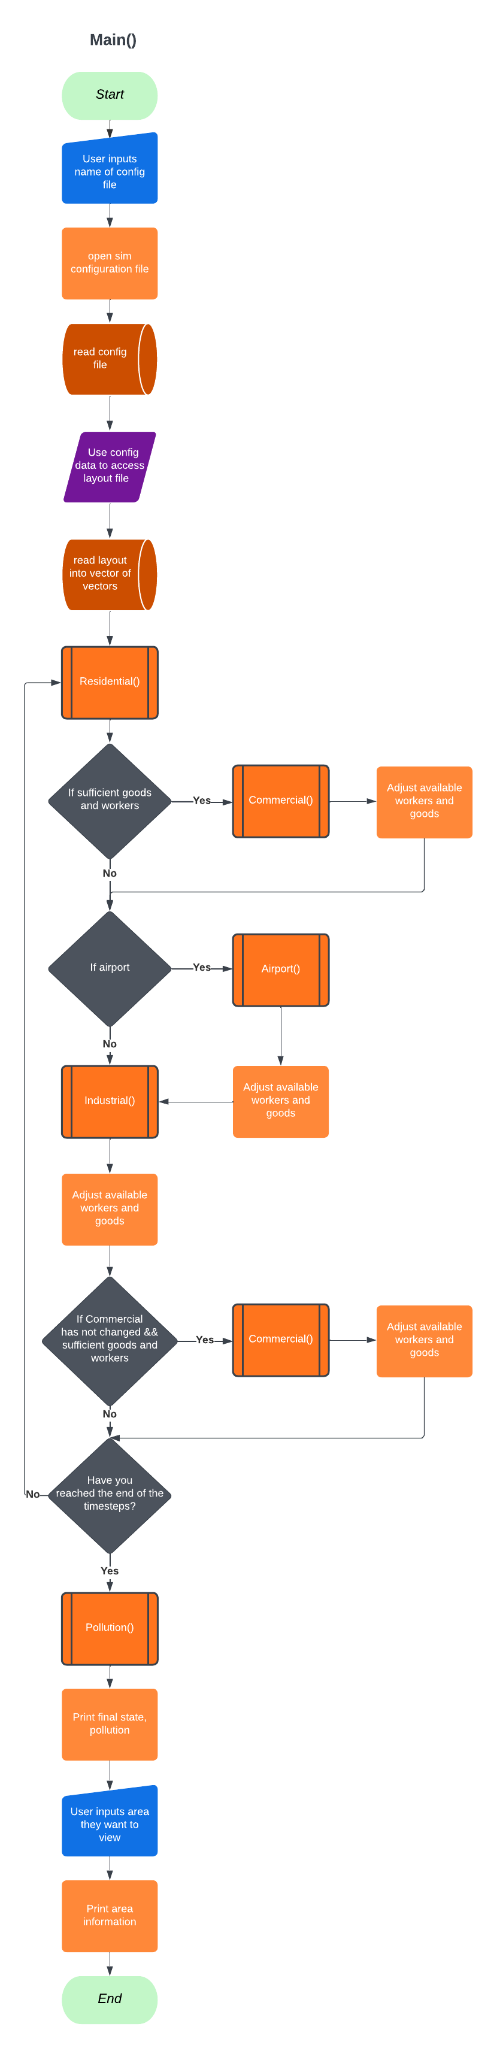 Main()
Start
User inputs
name of config
file
open sim
configuration file
read config
file
Use config
data to access
layout file
read layout
into vector of
vectors
Residential()
If sufficient goods
and workers
Yes
Commercial()
Adjust available
workers and
goods
No
If airport
Yes
Airport()
No
Industrial()
Adjust available
workers and
goods
Adjust available
workers and
goods
If Commercial
has not changed &&
sufficient goods and
workers
Yes
Commercial()
Adjust available
workers and
goods
No
Have you
reached the end of the
timesteps?
No
Yes
Pollution()
Print final state,
pollution
User inputs area
they want to
view
Print area
information
End